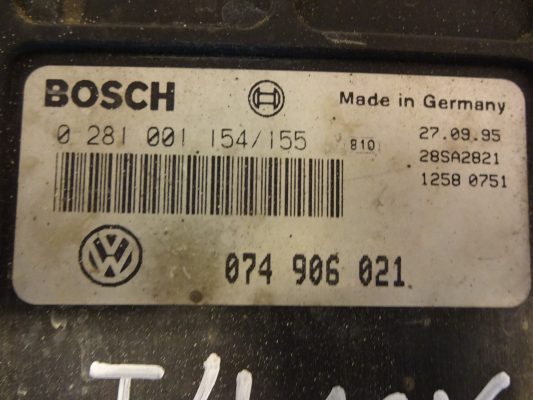 BOSCH
Made in Germany
0 281 001 154/155
810
27.09.95
28SA2821
1258 0751
VW
074 906 021